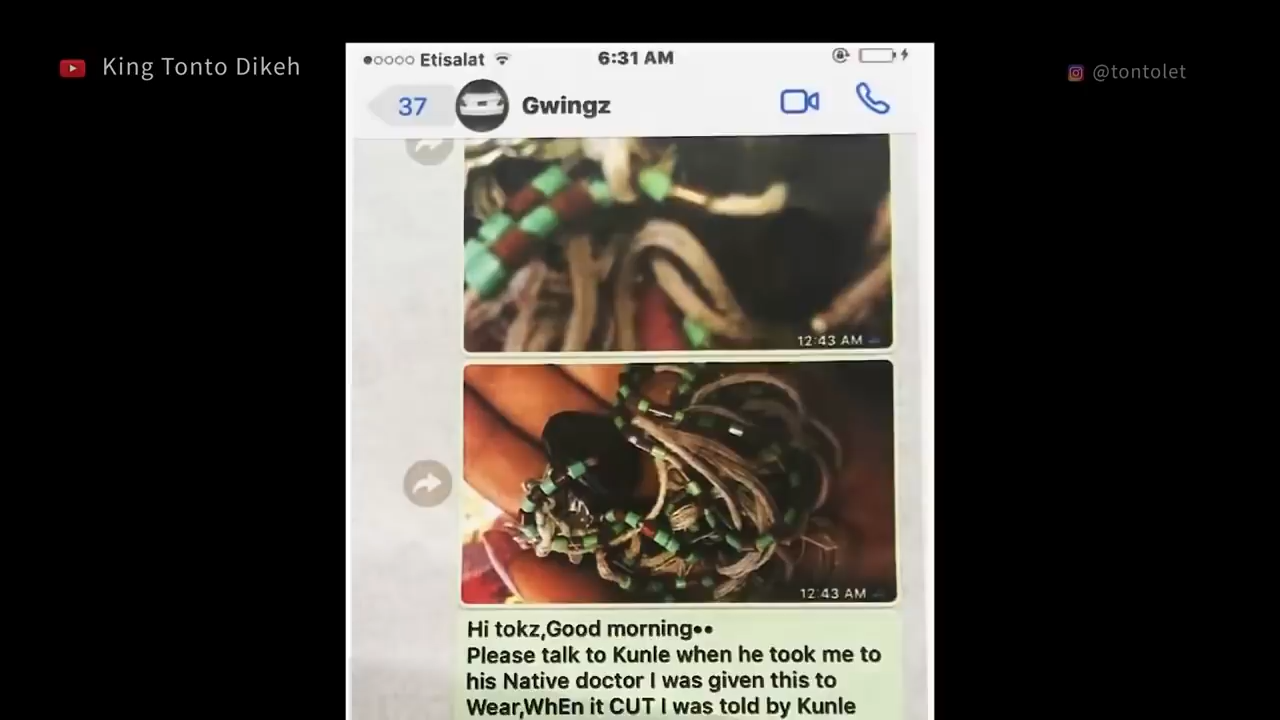 King Tonto Dikeh
@tontolet
Etisalat
6:31 AM
37
Gwingz
12:43 AM
12:43 AM
Hi tokz,Good morning••
Please talk to Kunle when he took me to
his Native doctor I was given this to
Wear,WhEn it CUT I was told by Kunle